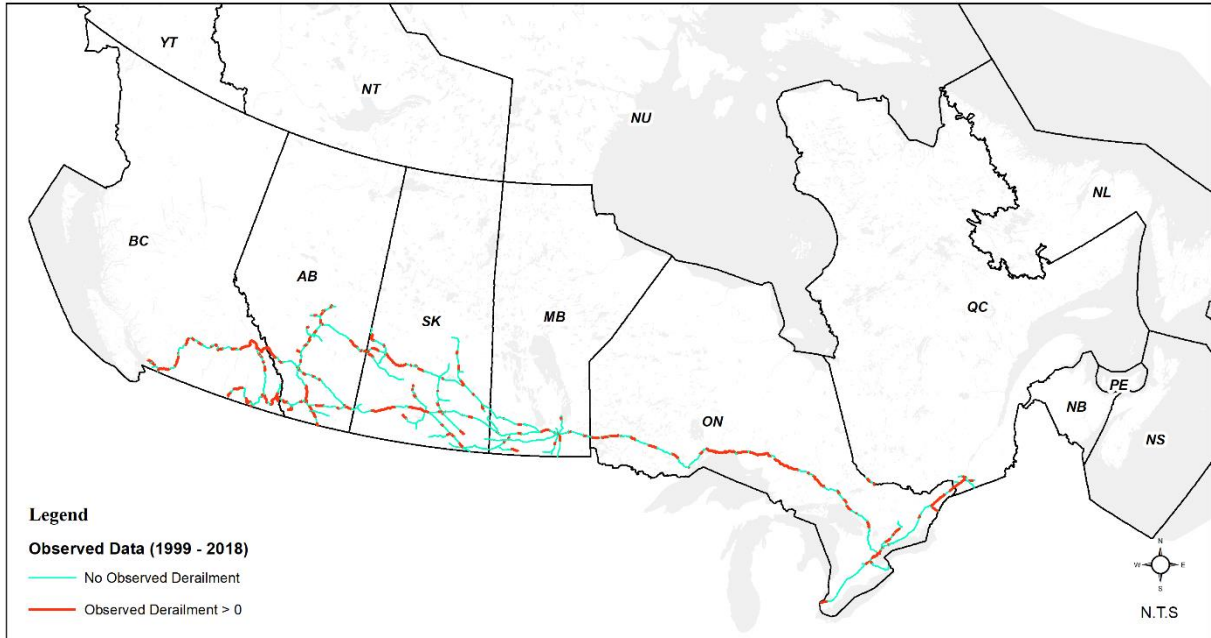 YT
NT
NU
NL
BC
AB
SK
MB
QC
ON
PE
NB
NS
Legend
Observed Data (1999 - 2018)
No Observed Derailment
Observed Derailment > 0
N
W E
S
N.T.S